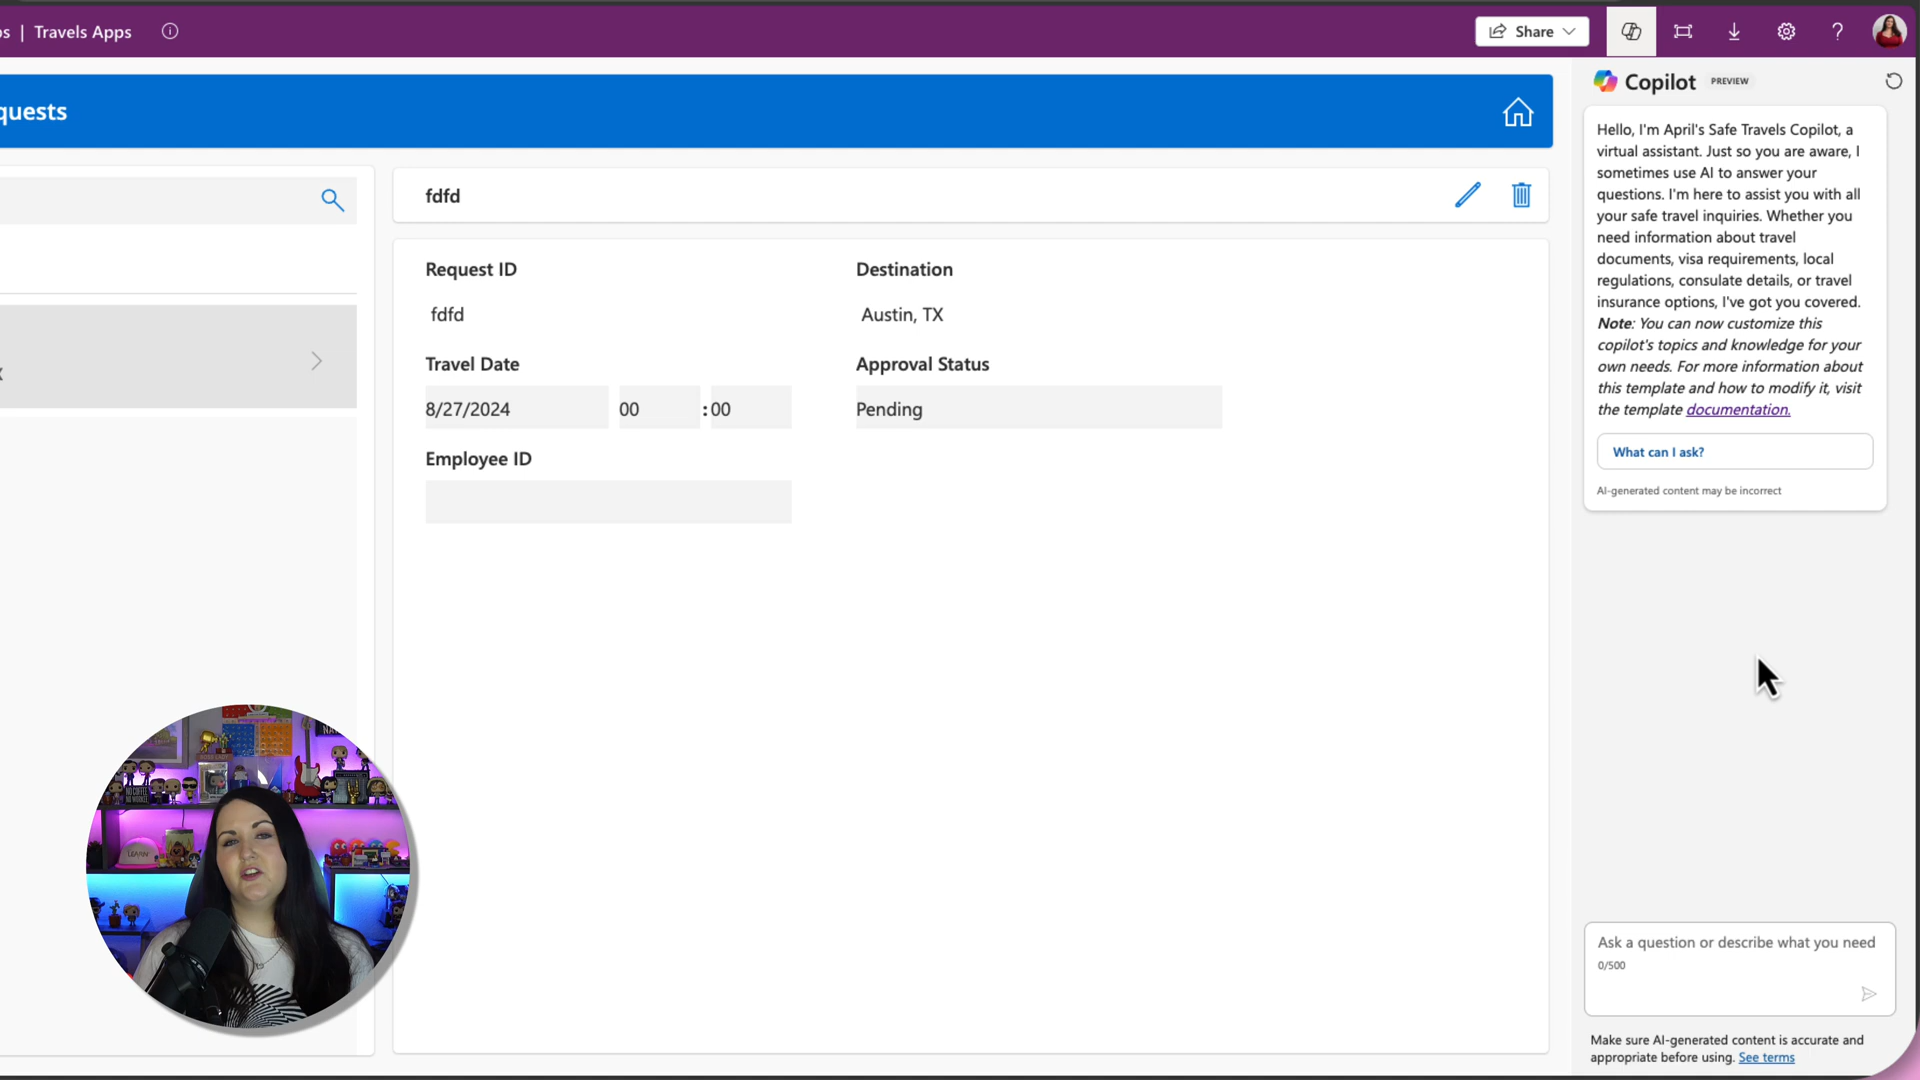 s | Travels Apps
Share
?
quests
Copilot PREVIEW
Hello, I'm April's Safe Travels Copilot, a
virtual assistant. Just so you are aware, I
sometimes use AI to answer your
questions. I'm here to assist you with all
your safe travel inquiries. Whether you
need information about travel
documents, visa requirements, local
regulations, consulate details, or travel
insurance options, I've got you covered.
Note: You can now customize this
copilot's topics and knowledge for your
own needs. For more information about
this template and how to modify it, visit
the template documentation.
What can I ask?
AI-generated content may be incorrect
fdfd
Request ID
fdfd
Destination
Austin, TX
Travel Date
8/27/2024 00 :00
Approval Status
Pending
Employee ID
NO COFFEE
NO WORKEE
LEARN
Ask a question or describe what you need
0/500
Make sure AI-generated content is accurate and
appropriate before using. See terms